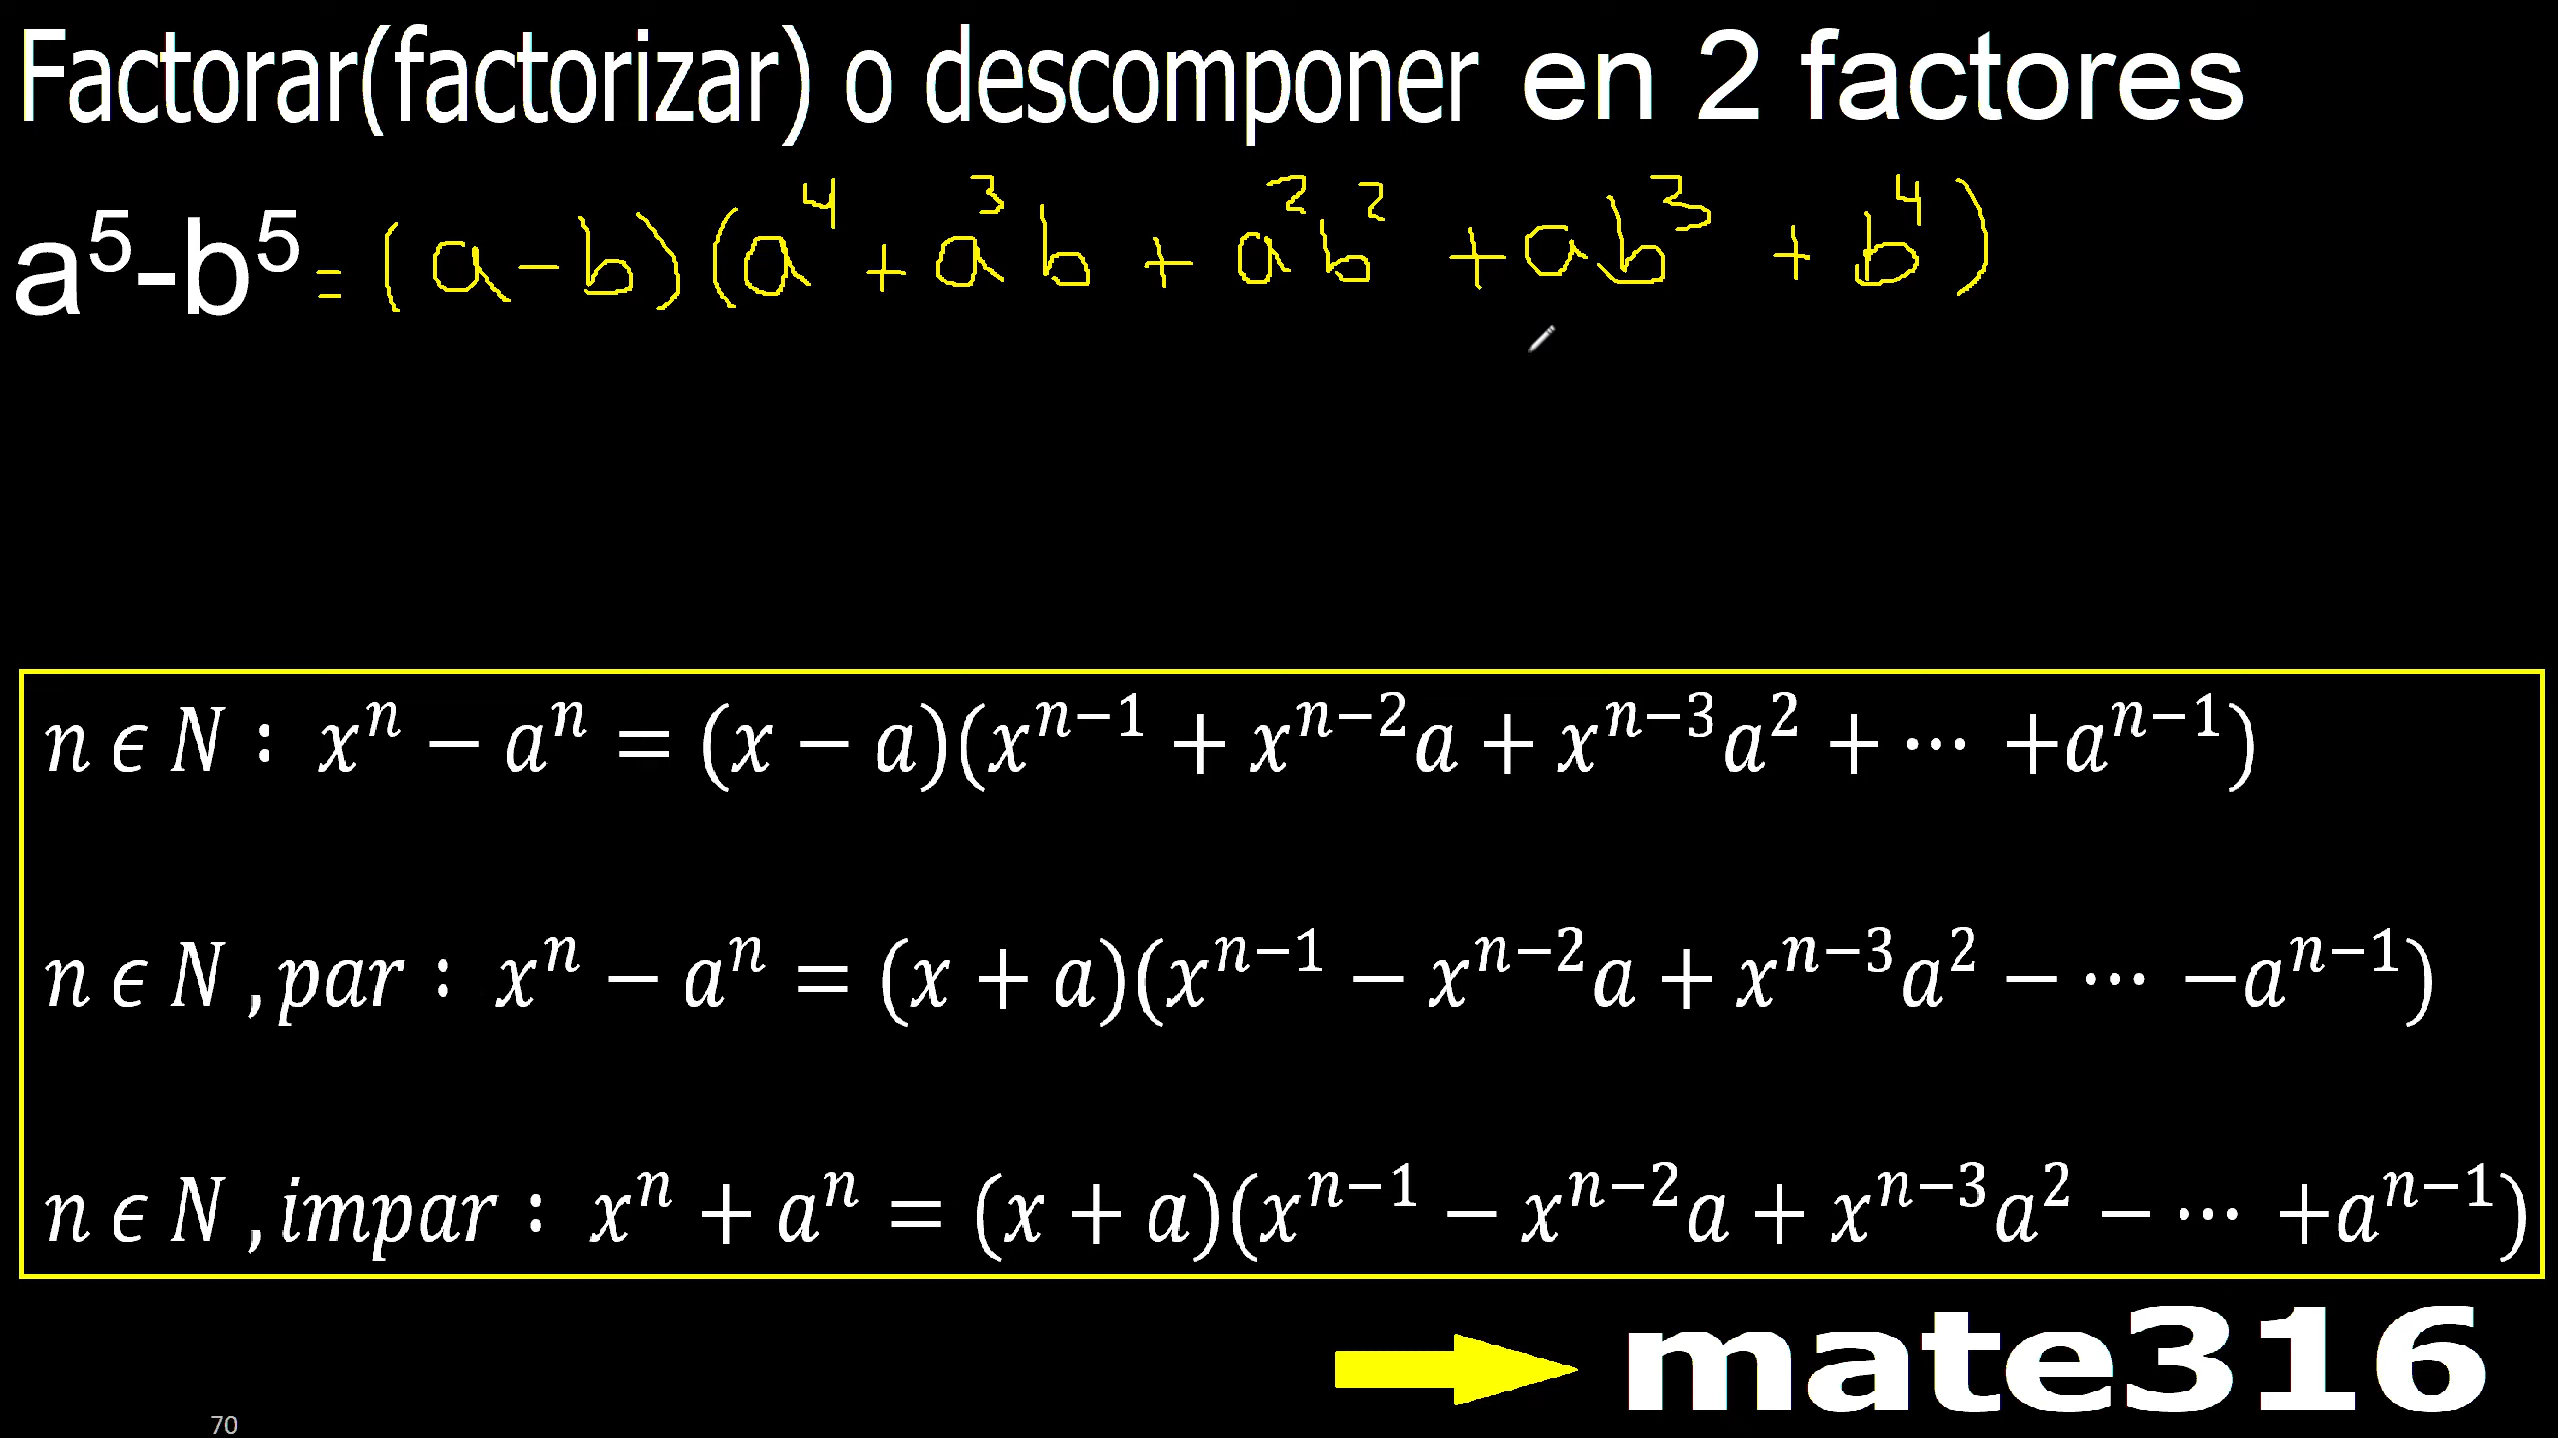 Factorar(factorizar) o descomponer en 2 factores
a⁵-b⁵ = (a - b)(a⁴ + a³b + a²b² + ab³ + b⁴)
n ϵ N : xⁿ − aⁿ = (x − a)(xⁿ⁻¹ + xⁿ⁻²a + xⁿ⁻³a² + ⋯ +aⁿ⁻¹)
n ϵ N ,par : xⁿ − aⁿ = (x + a)(xⁿ⁻¹ − xⁿ⁻²a + xⁿ⁻³a² − ⋯ −aⁿ⁻¹)
n ϵ N ,impar : xⁿ + aⁿ = (x + a)(xⁿ⁻¹ − xⁿ⁻²a + xⁿ⁻³a² − ⋯ +aⁿ⁻¹)
mate316
70